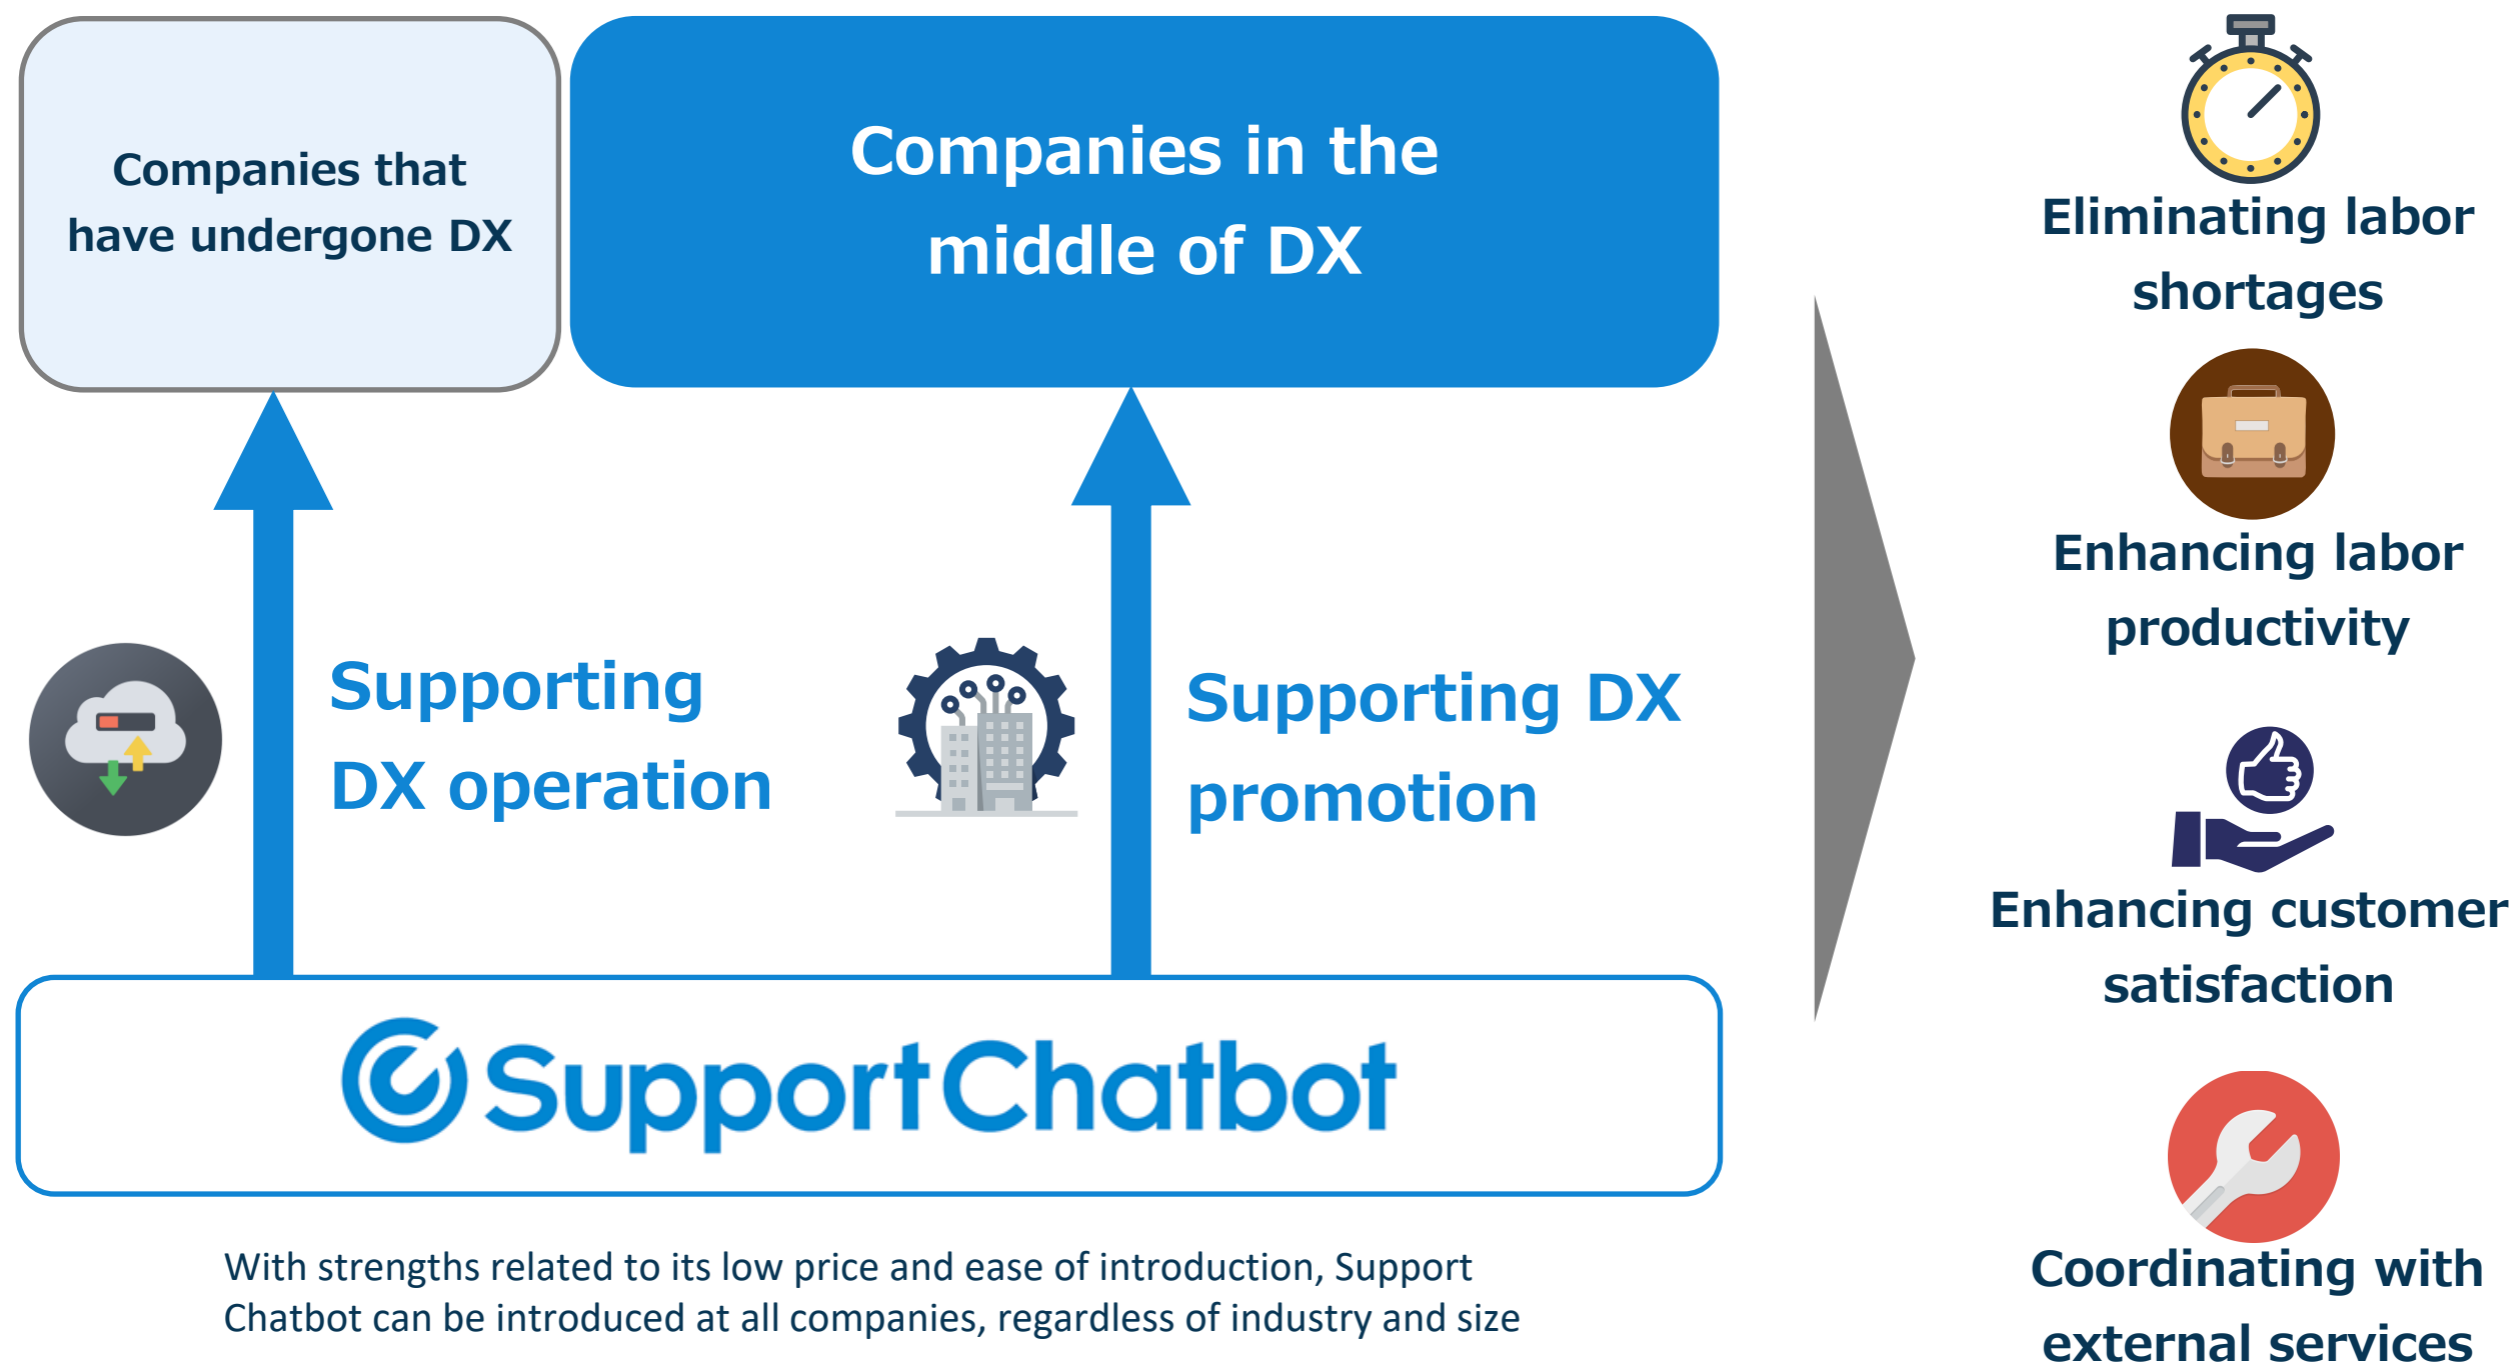 Companies that
have undergone DX
Companies in the
middle of DX
Supporting
DX operation
Supporting DX
promotion
Support Chatbot
With strengths related to its low price and ease of introduction, Support
Chatbot can be introduced at all companies, regardless of industry and size
Eliminating labor
shortages
Enhancing labor
productivity
Enhancing customer
satisfaction
Coordinating with
external services